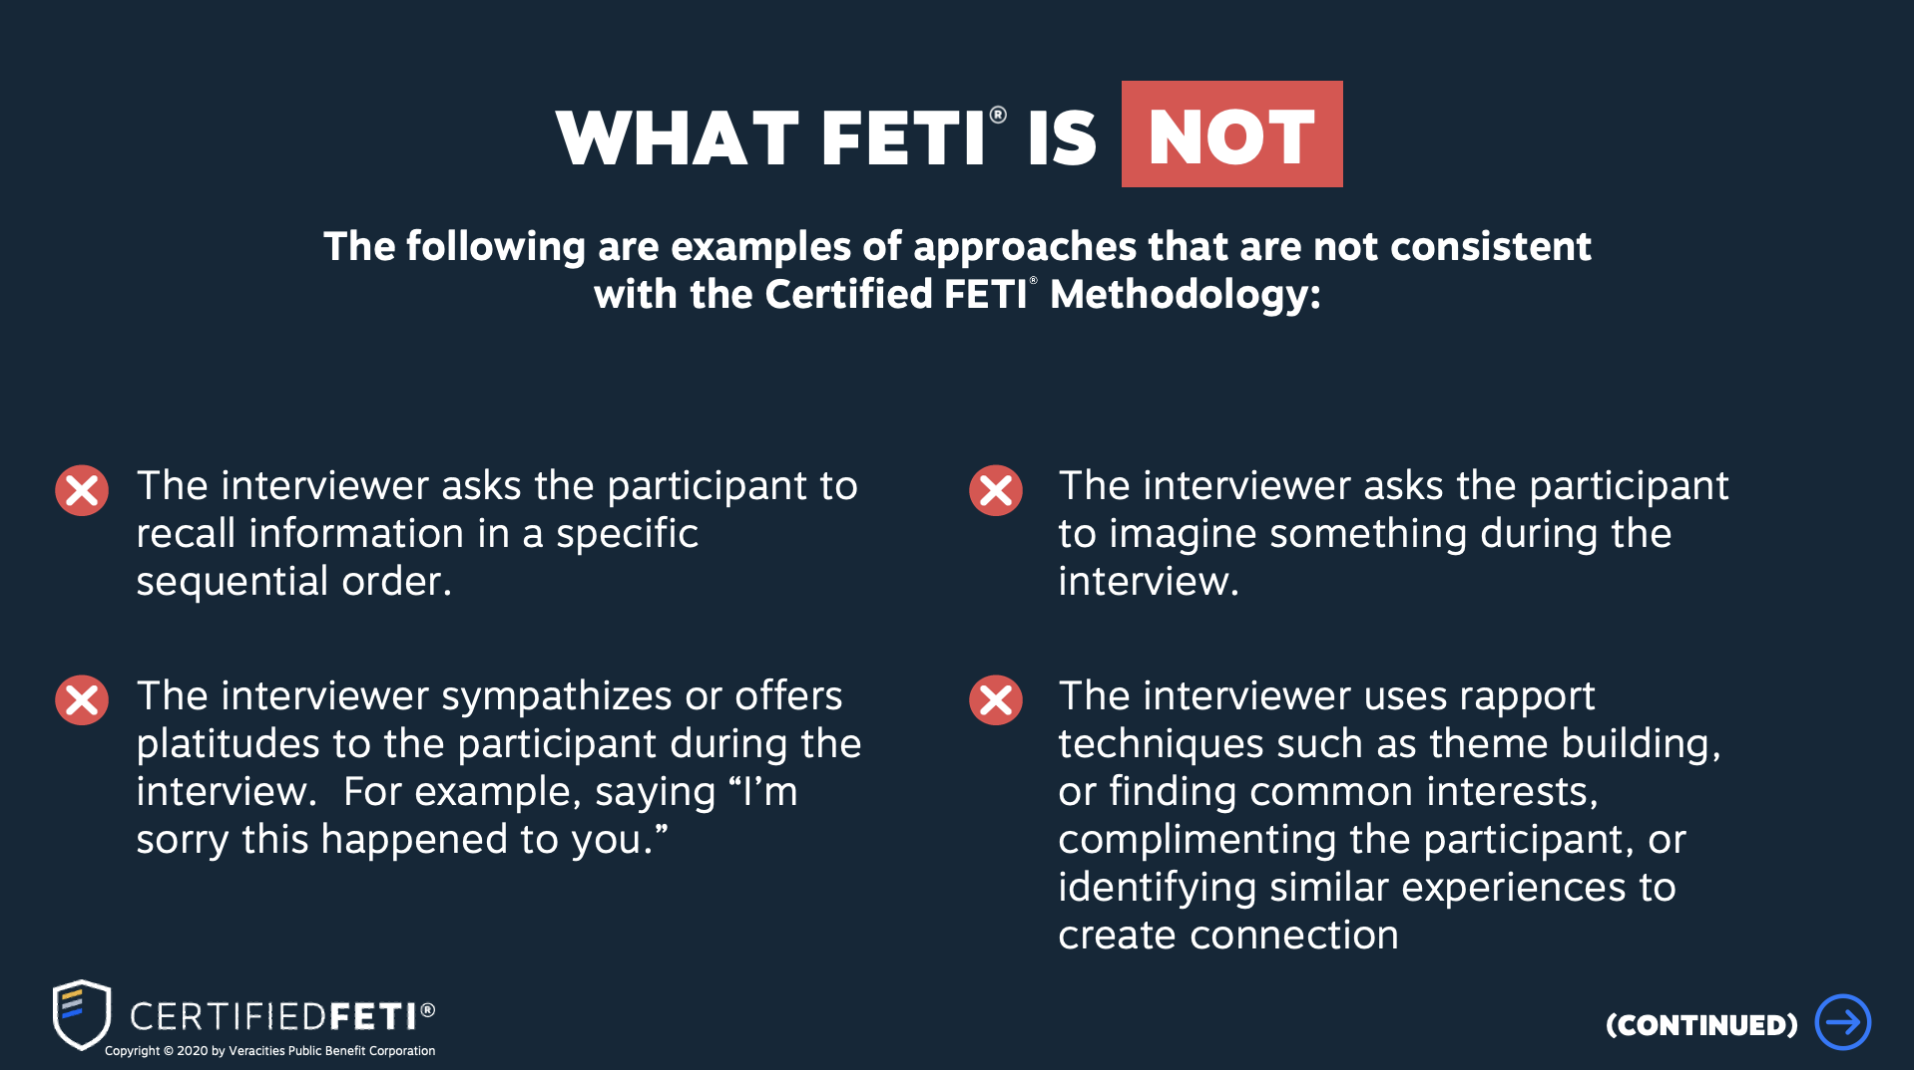 WHAT FETI® IS NOT
The following are examples of approaches that are not consistent
with the Certified FETI® Methodology:
The interviewer asks the participant to
recall information in a specific
sequential order.
The interviewer sympathizes or offers
platitudes to the participant during the
interview.  For example, saying “I’m
sorry this happened to you.”
The interviewer asks the participant
to imagine something during the
interview.
The interviewer uses rapport
techniques such as theme building,
or finding common interests,
complimenting the participant, or
identifying similar experiences to
create connection
CERTIFIEDFETI®
Copyright © 2020 by Veracities Public Benefit Corporation
(CONTINUED)